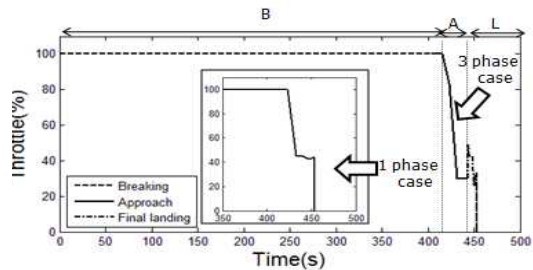 B A L
100
80
60
40
20
0
Throttle(%)
0 50 100 150 200 250 300 350 400 450 500
Time(s)
Breaking
Approach
Final landing
3 phase
case
100
80
60
40
20
0
350 400 450 500
1 phase
case